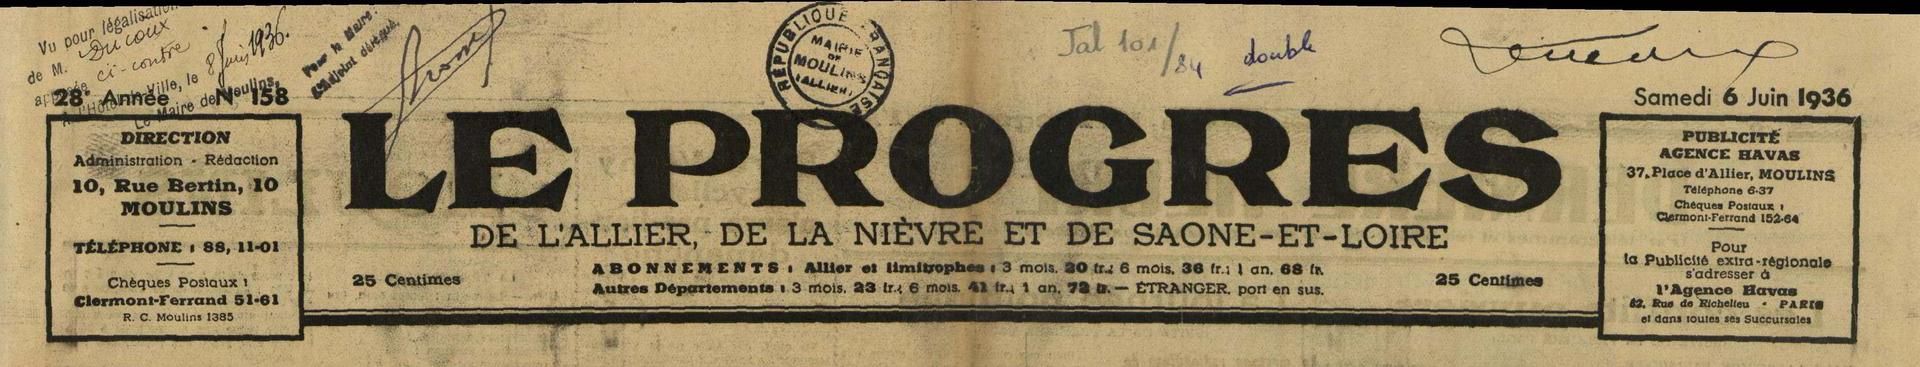 Vu pour légalisation
de M. Ducoux
apposée ci-contre
A l'Hôtel-de-Ville, le 8 Juin 1936.
Le Maire de Moulins,
Pour le Maire:
L'Adjoint délégué,
RÉPUBLIQUE FRANÇAISE
MAIRIE
DE
MOULINS
(ALLIER)
Jal 101/84
double
28e Année N° 158
Samedi 6 Juin 1936
DIRECTION
Administration - Rédaction
10, Rue Bertin, 10
MOULINS
TÉLÉPHONE : 88, 11-01
Chèques Postaux :
Clermont-Ferrand 51-61
R. C. Moulins 1385
LE PROGRES
DE L'ALLIER, DE LA NIÈVRE ET DE SAONE-ET-LOIRE
25 Centimes
ABONNEMENTS : Allier et limitrophes : 3 mois, 20 fr.; 6 mois, 36 fr.; 1 an, 68 fr.
Autres Départements : 3 mois, 23 fr.; 6 mois, 41 fr.; 1 an, 72 fr. — ÉTRANGER, port en sus.
25 Centimes
PUBLICITÉ
AGENCE HAVAS
37, Place d'Allier, MOULINS
Téléphone 6-37
Chèques Postaux :
Clermont-Ferrand 152-64
Pour
la Publicité extra-régionale
s'adresser à
l'Agence Havas
62, Rue de Richelieu - PARIS
et dans toutes ses Succursales